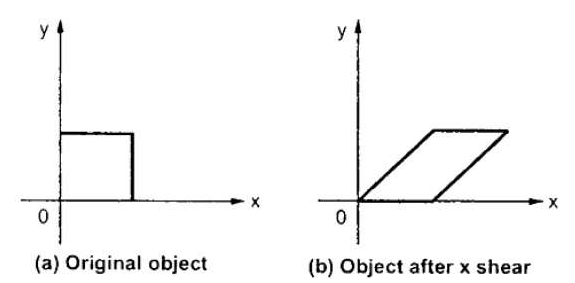 y
x
0
(a) Original object
y
x
0
(b) Object after x shear